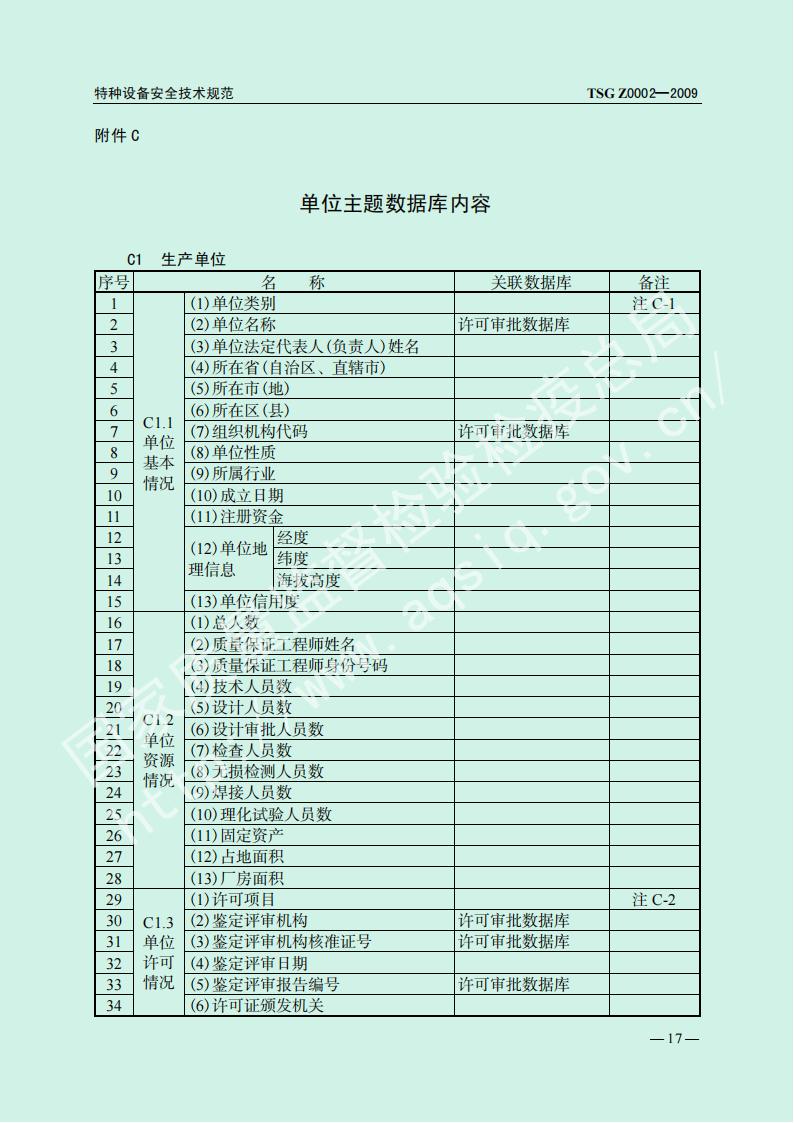 特种设备安全技术规范 TSG Z0002—2009
附件 C
单位主题数据库内容
C1 生产单位
序号 名 称 关联数据库 备注
1 (1)单位类别 注 C-1
2 (2)单位名称 许可审批数据库
3 (3)单位法定代表人(负责人)姓名
4 (4)所在省(自治区、直辖市)
5 (5)所在市(地)
6 (6)所在区(县)
7 (7)组织机构代码 许可审批数据库
8 (8)单位性质
9 (9)所属行业
10 (10)成立日期
11 (11)注册资金
12 经度
13 纬度
14 海拔高度
(12)单位地
理信息
15 (13)单位信用度
C1.1
单位
基本
情况
16 (1)总人数
17 (2)质量保证工程师姓名
18 (3)质量保证工程师身份号码
19 (4)技术人员数
20 (5)设计人员数
21 (6)设计审批人员数
22 (7)检查人员数
23 (8)无损检测人员数
24 (9)焊接人员数
25 (10)理化试验人员数
26 (11)固定资产
27 (12)占地面积
28 (13)厂房面积
C1.2
单位
资源
情况
29 (1)许可项目 注 C-2
30 (2)鉴定评审机构 许可审批数据库
31 (3)鉴定评审机构核准证号 许可审批数据库
32 (4)鉴定评审日期
33 (5)鉴定评审报告编号 许可审批数据库
34 (6)许可证颁发机关
C1.3
单位
许可
情况
国家质量监督检验检疫总局
http://www.aqsiq.gov.cn/
—17—